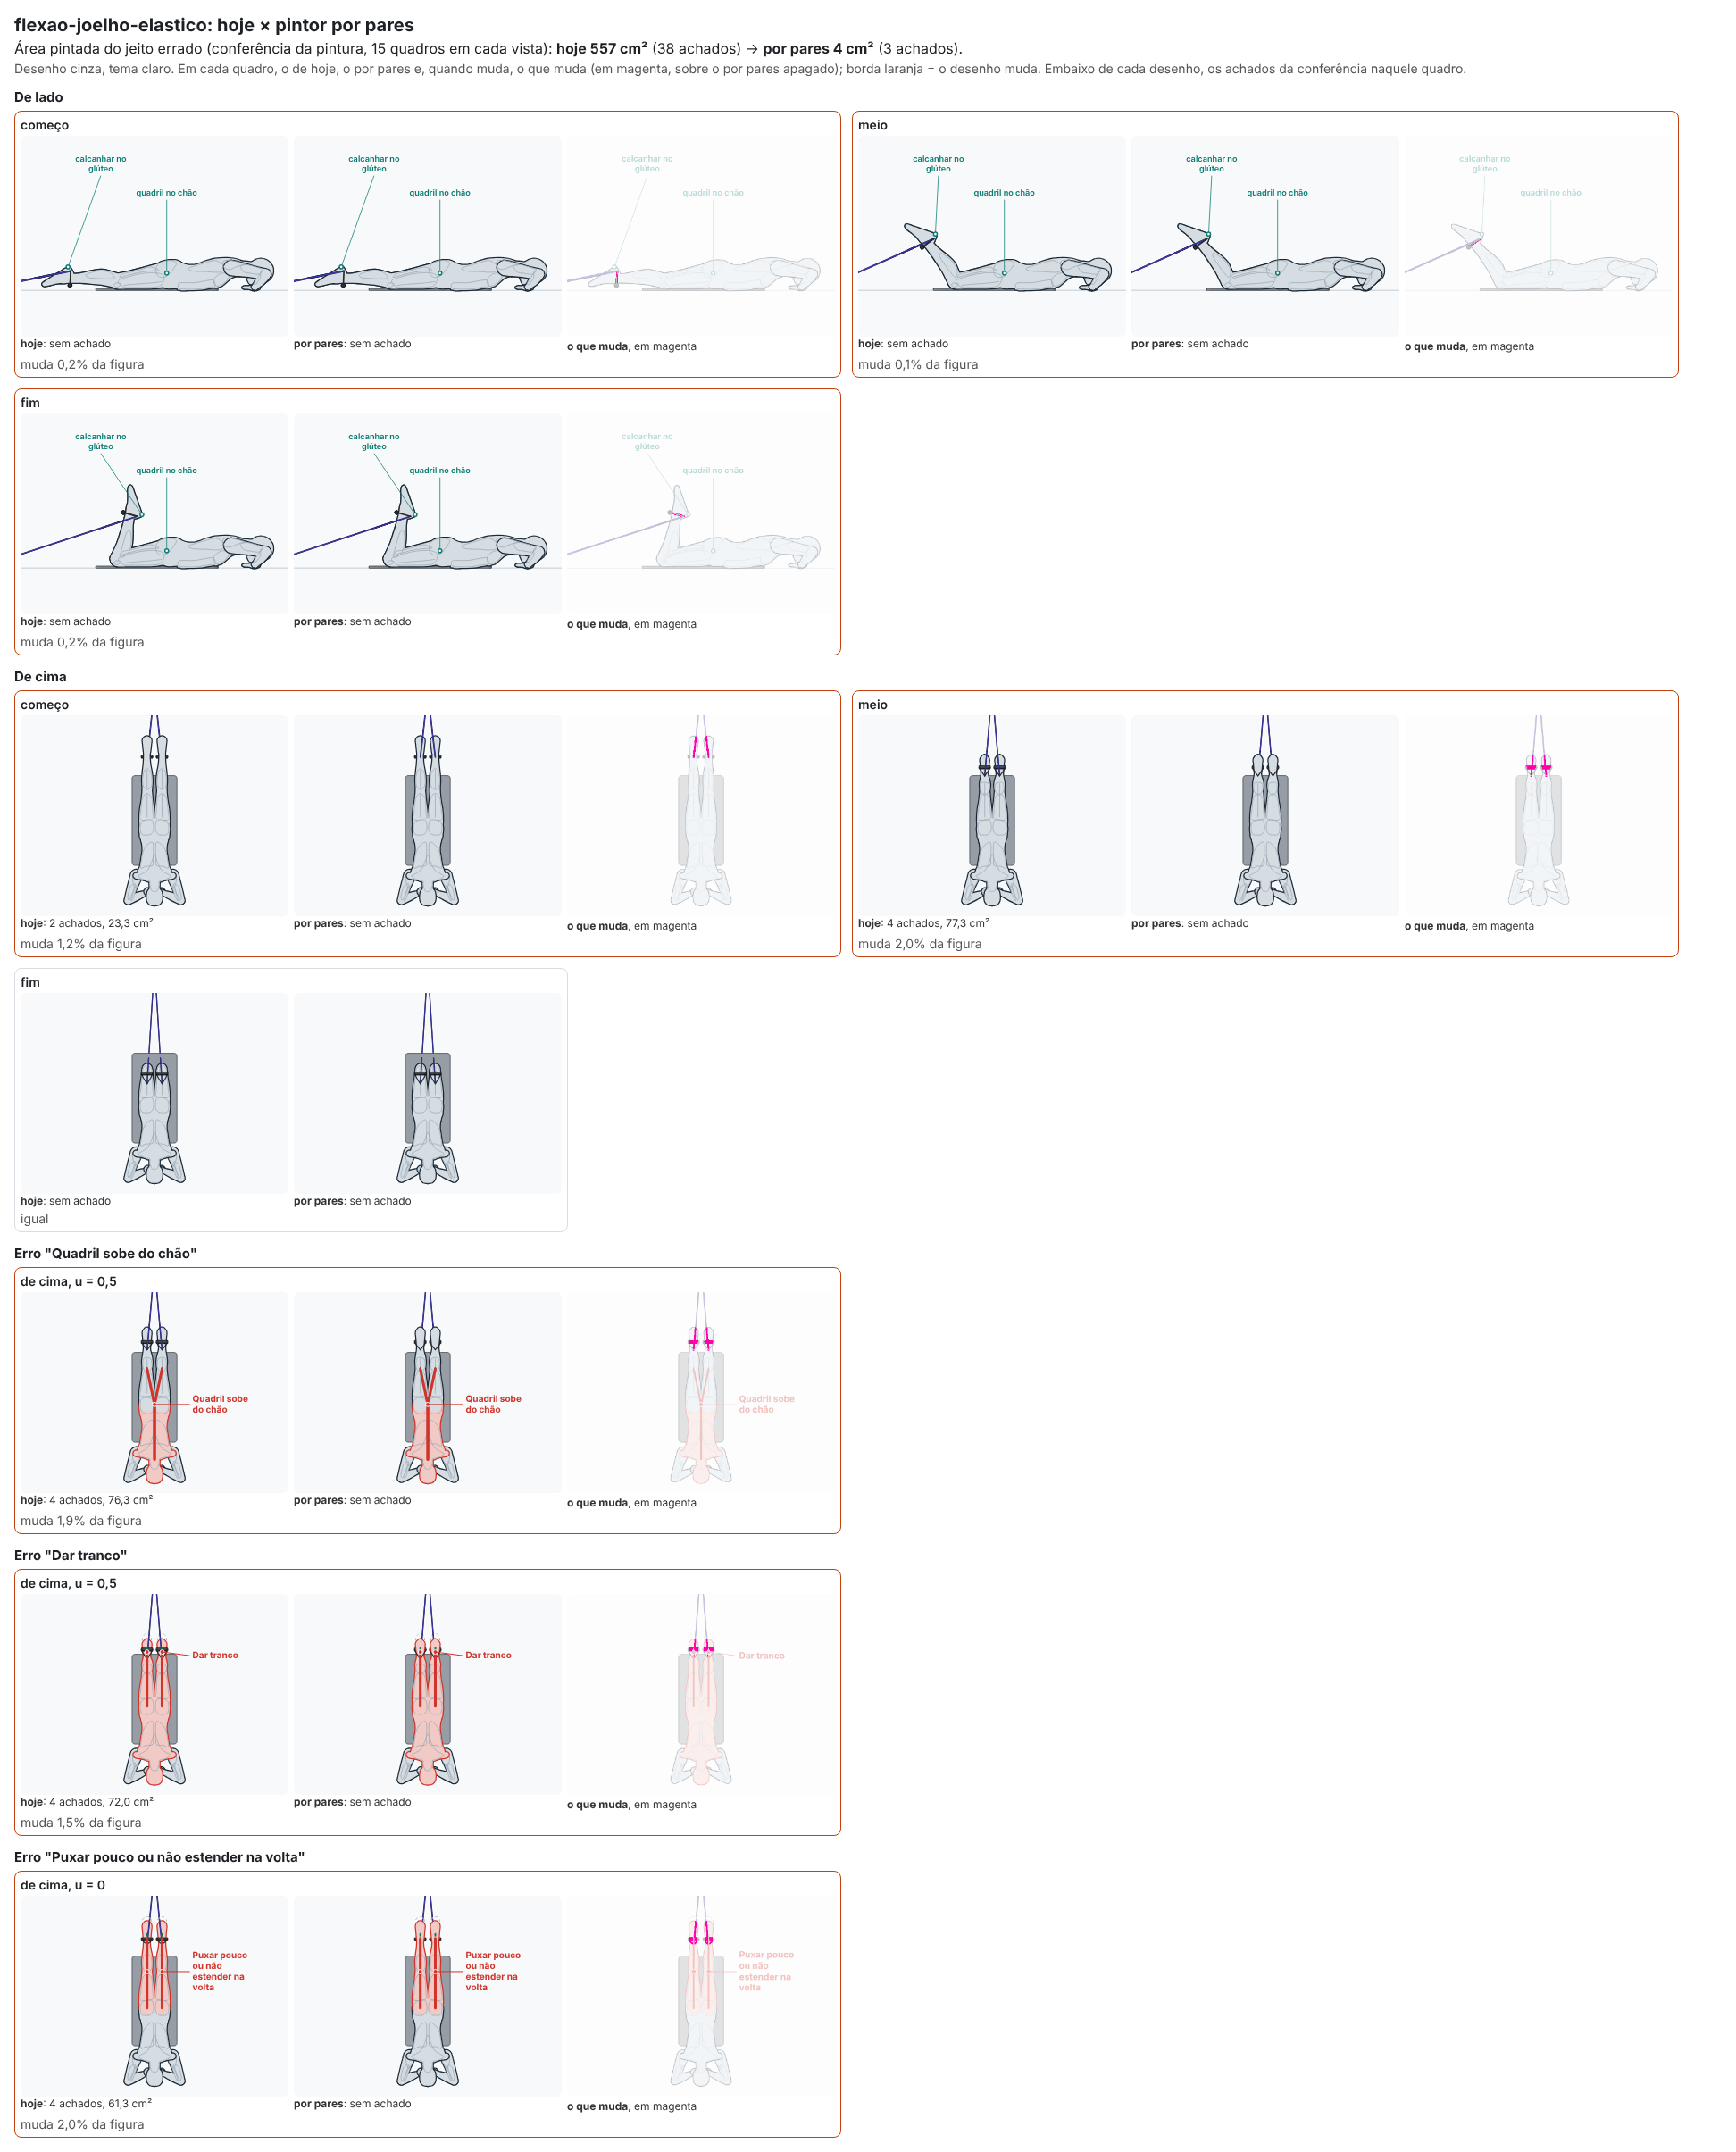 flexao-joelho-elastico: hoje × pintor por pares
Área pintada do jeito errado (conferência da pintura, 15 quadros em cada vista): hoje 557 cm² (38 achados) → por pares 4 cm² (3 achados).
Desenho cinza, tema claro. Em cada quadro, o de hoje, o por pares e, quando muda, o que muda (em magenta, sobre o por pares apagado); borda laranja = o desenho muda. Embaixo de cada desenho, os achados da conferência naquele quadro.
De lado
começo
calcanhar no
glúteo
quadril no chão
calcanhar no
glúteo
quadril no chão
calcanhar no
glúteo
quadril no chão
hoje: sem achado
por pares: sem achado
o que muda, em magenta
muda 0,2% da figura
meio
calcanhar no
glúteo
quadril no chão
calcanhar no
glúteo
quadril no chão
calcanhar no
glúteo
quadril no chão
hoje: sem achado
por pares: sem achado
o que muda, em magenta
muda 0,1% da figura
fim
calcanhar no
glúteo
quadril no chão
calcanhar no
glúteo
quadril no chão
calcanhar no
glúteo
quadril no chão
hoje: sem achado
por pares: sem achado
o que muda, em magenta
muda 0,2% da figura
De cima
começo
hoje: 2 achados, 23,3 cm²
por pares: sem achado
o que muda, em magenta
muda 1,2% da figura
meio
hoje: 4 achados, 77,3 cm²
por pares: sem achado
o que muda, em magenta
muda 2,0% da figura
fim
hoje: sem achado
por pares: sem achado
igual
Erro "Quadril sobe do chão"
de cima, u = 0,5
Quadril sobe
do chão
Quadril sobe
do chão
Quadril sobe
do chão
hoje: 4 achados, 76,3 cm²
por pares: sem achado
o que muda, em magenta
muda 1,9% da figura
Erro "Dar tranco"
de cima, u = 0,5
Dar tranco
Dar tranco
Dar tranco
hoje: 4 achados, 72,0 cm²
por pares: sem achado
o que muda, em magenta
muda 1,5% da figura
Erro "Puxar pouco ou não estender na volta"
de cima, u = 0
Puxar pouco
ou não
estender na
volta
Puxar pouco
ou não
estender na
volta
Puxar pouco
ou não
estender na
volta
hoje: 4 achados, 61,3 cm²
por pares: sem achado
o que muda, em magenta
muda 2,0% da figura